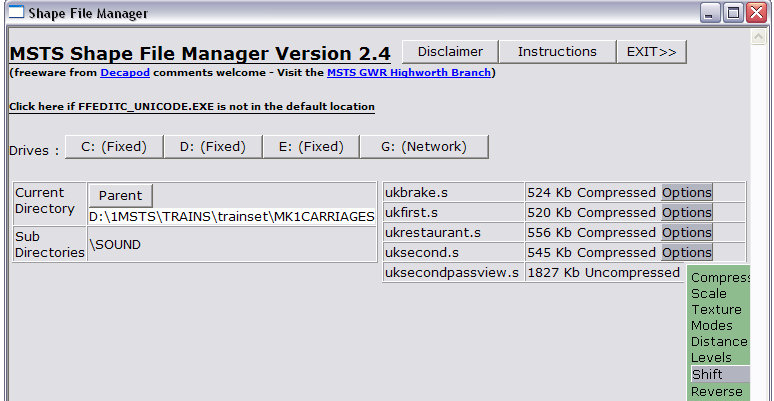 Shape File Manager
MSTS Shape File Manager Version 2.4 Disclaimer Instructions EXIT>>
(freeware from Decapod comments welcome - Visit the MSTS GWR Highworth Branch)
Click here if FFEDITC_UNICODE.EXE is not in the default location
Drives : C: (Fixed) D: (Fixed) E: (Fixed) G: (Network)
Current Directory
Parent
D:\1MSTS\TRAINS\trainset\MK1CARRIAGES
Sub Directories
\SOUND
ukbrake.s 524 Kb Compressed Options
ukfirst.s 520 Kb Compressed Options
ukrestaurant.s 556 Kb Compressed Options
uksecond.s 545 Kb Compressed Options
uksecondpassview.s 1827 Kb Uncompressed
Compress
Scale
Texture
Modes
Distance
Levels
Shift
Reverse